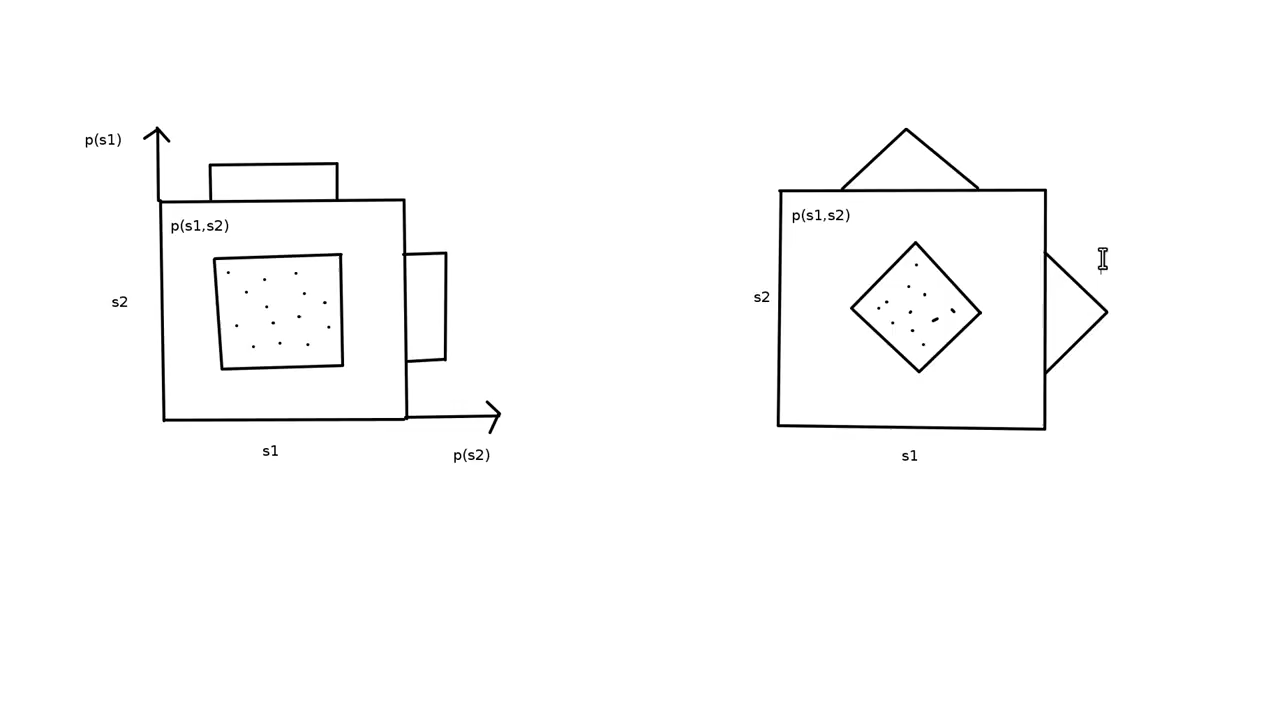 p(s1)
p(s1,s2)
s2
s1
p(s2)
p(s1,s2)
s2
s1